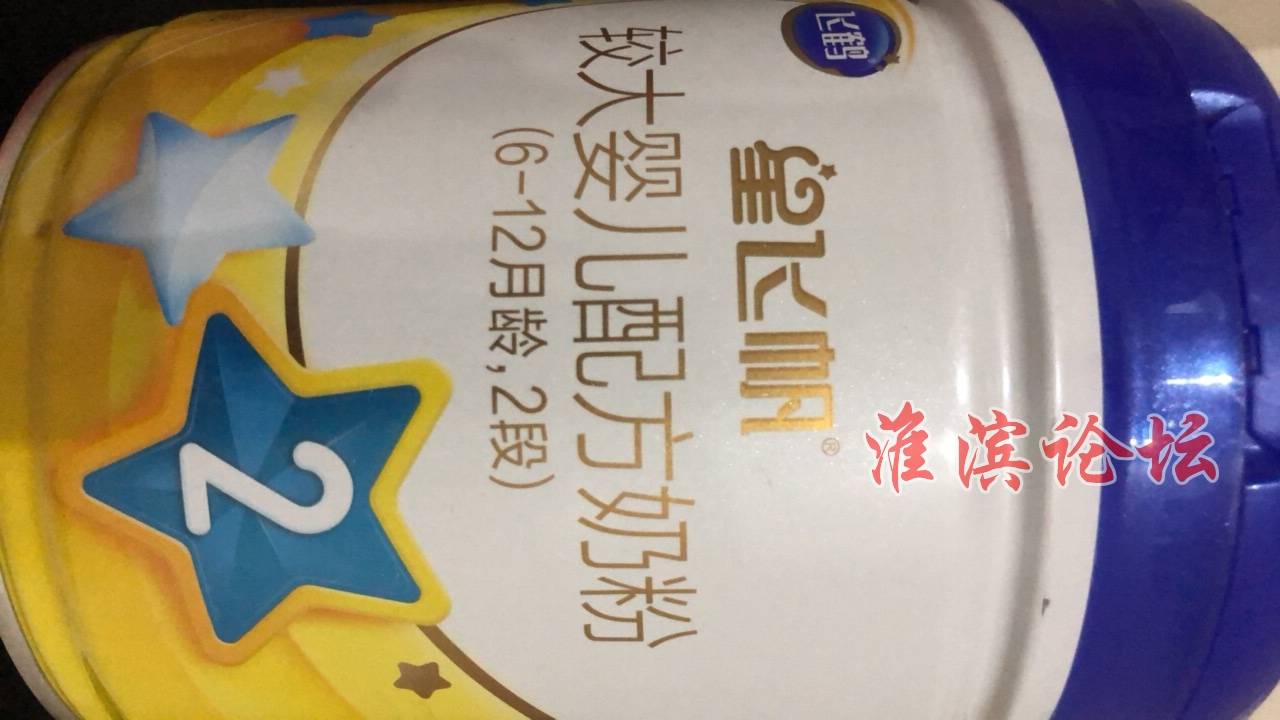 飞鹤
星飞帆®
较大婴儿配方奶粉
(6-12月龄,2段)
2
淮滨论坛